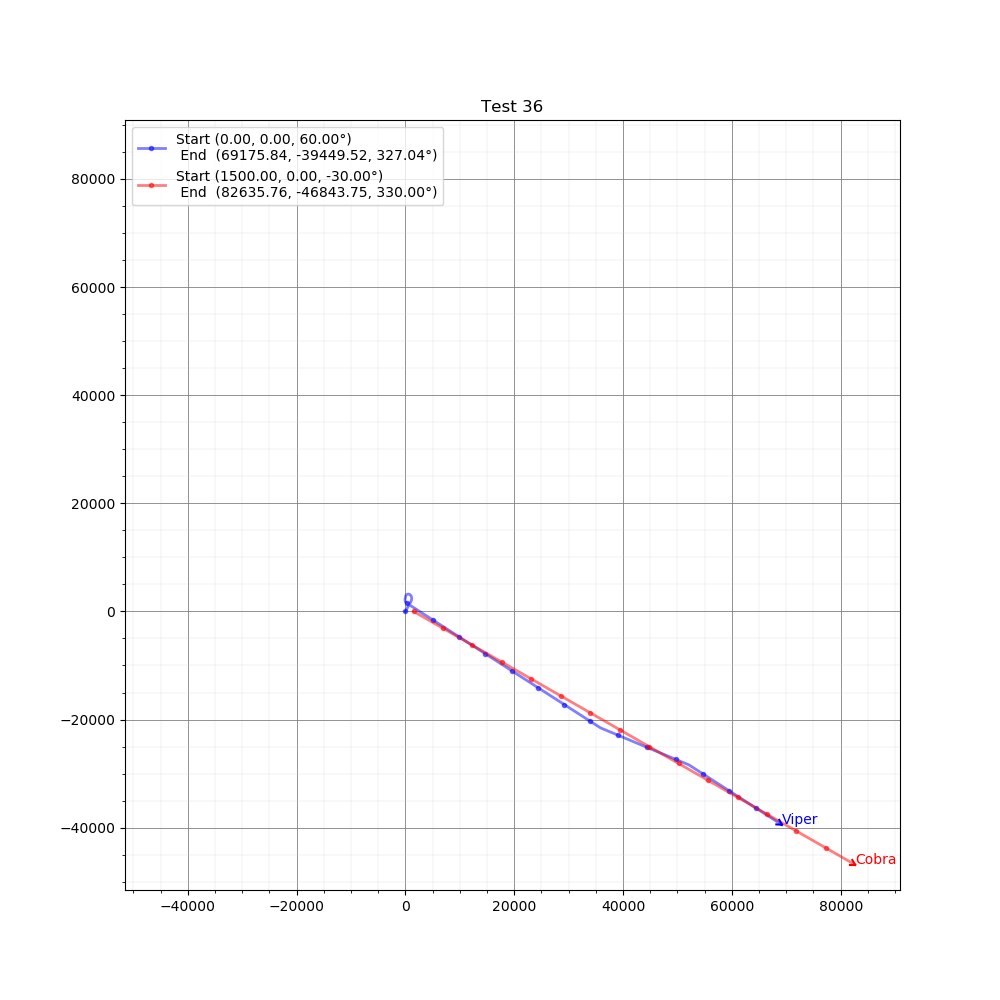 Test 36
Start (0.00, 0.00, 60.00°)
End  (69175.84, -39449.52, 327.04°)
Start (1500.00, 0.00, -30.00°)
End  (82635.76, -46843.75, 330.00°)
80000
60000
40000
20000
0
−20000
−40000
Viper
Cobra
−40000 −20000 0 20000 40000 60000 80000